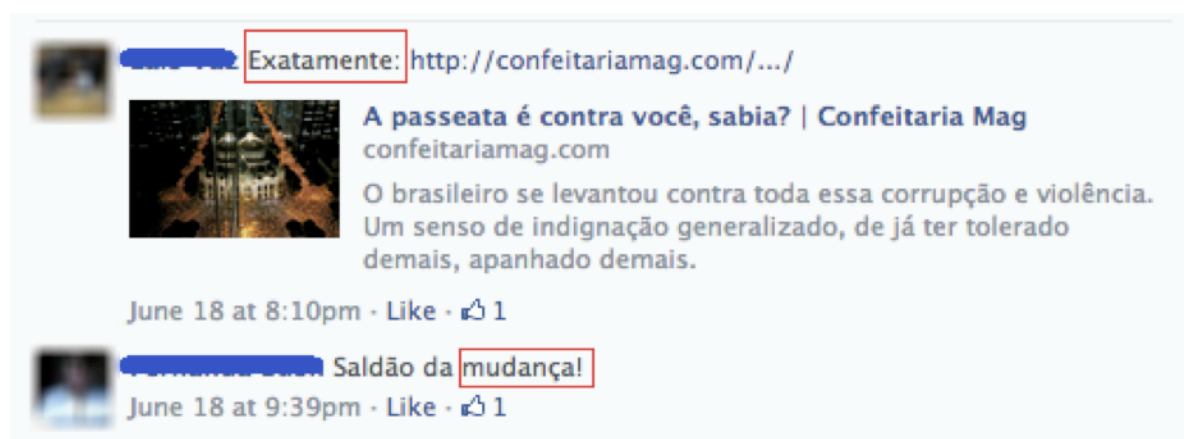 Exatamente: http://confeitariamag.com/.../
A passeata é contra você, sabia? | Confeitaria Mag
confeitariamag.com
O brasileiro se levantou contra toda essa corrupção e violência.
Um senso de indignação generalizado, de já ter tolerado
demais, apanhado demais.
June 18 at 8:10pm · Like · 1
Saldão da mudança!
June 18 at 9:39pm · Like · 1